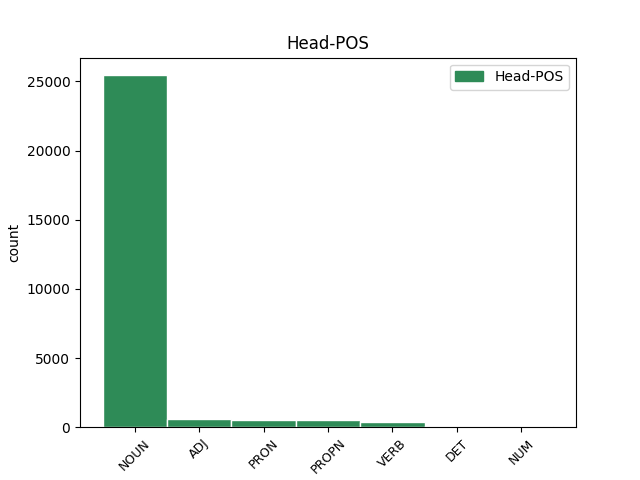 Head-POS
Head-POS
25000
20000
15000
10000
5000
0
count
NOUN
ADJ
PRON
PROPN
VERB
DET
NUM